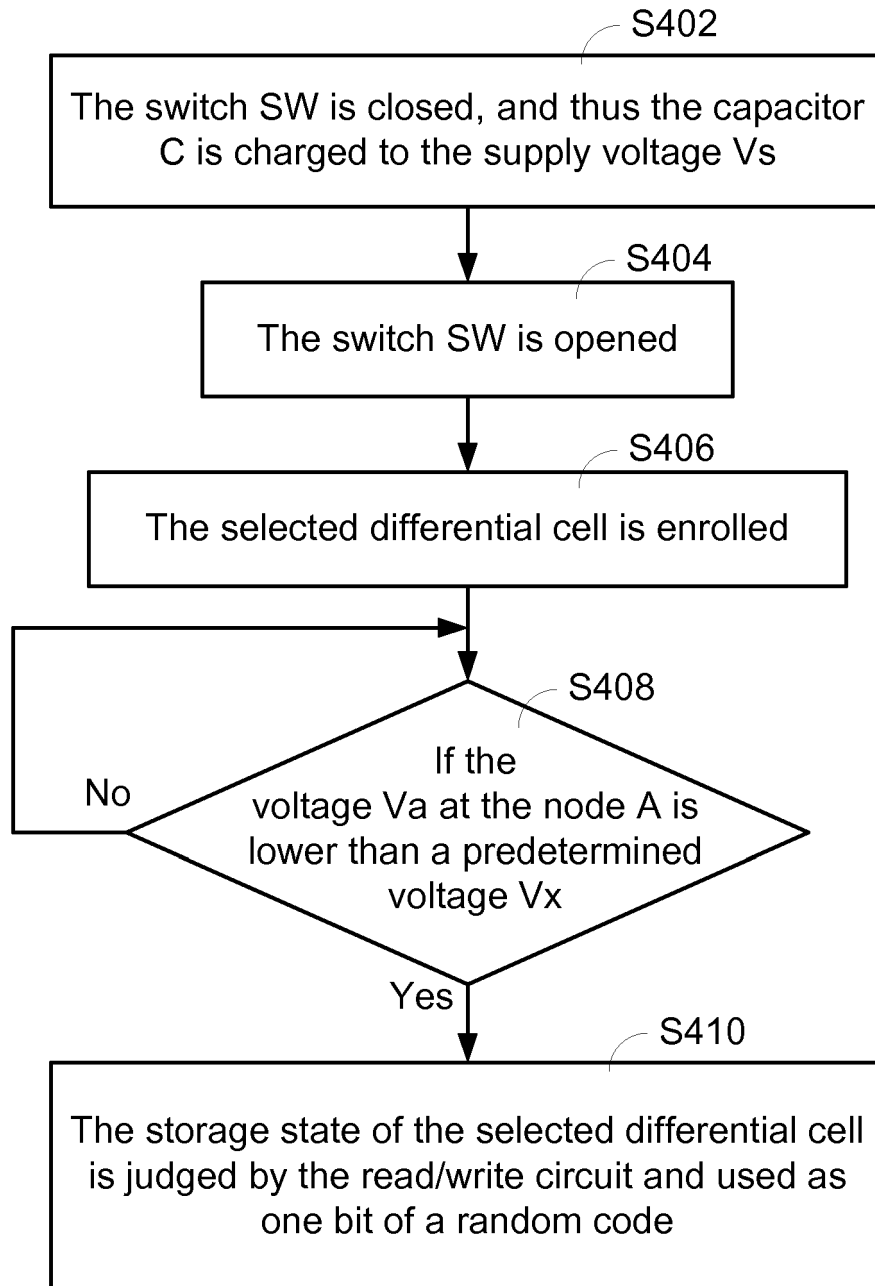 S402
The switch SW is closed, and thus the capacitor
C is charged to the supply voltage Vs
S404
The switch SW is opened
S406
The selected differential cell is enrolled
S408
If the
voltage Va at the node A is
lower than a predetermined
voltage Vx
No
Yes
S410
The storage state of the selected differential cell
is judged by the read/write circuit and used as
one bit of a random code